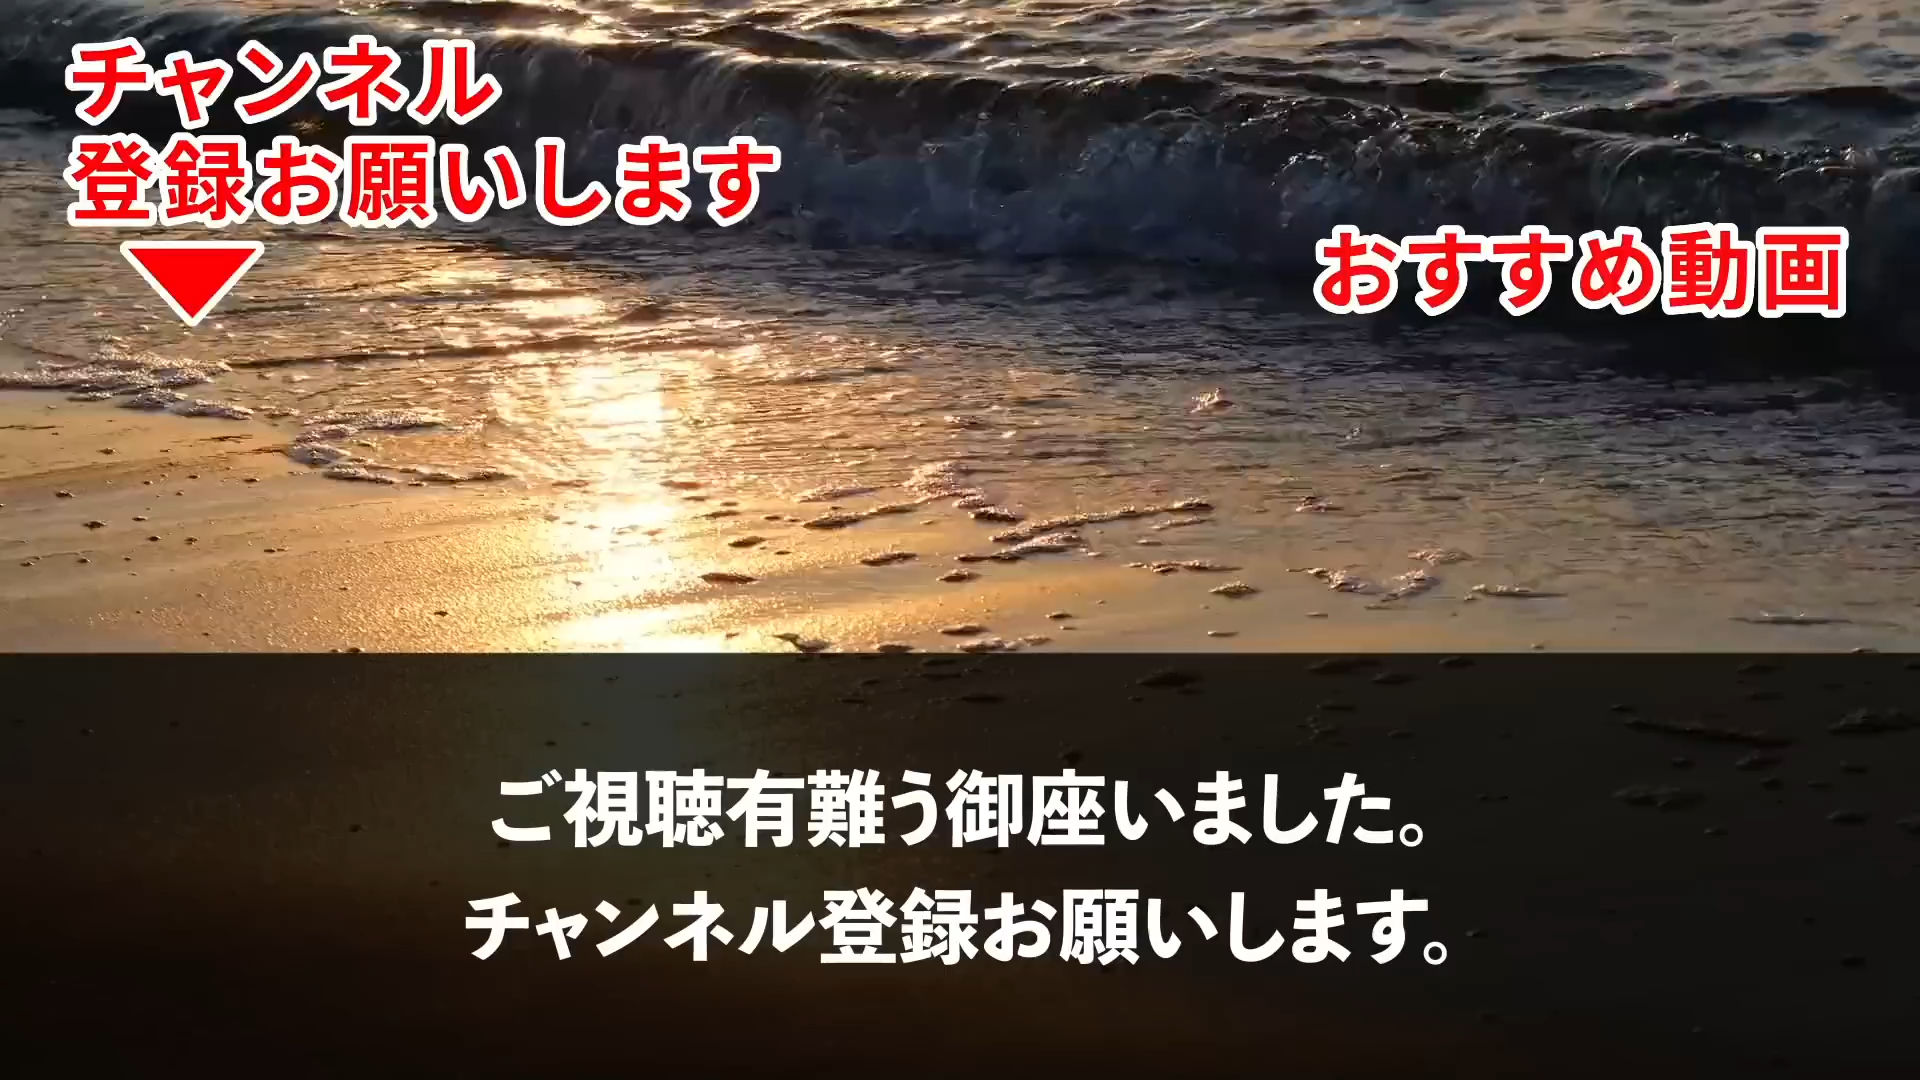 チャンネル
登録お願いします
おすすめ動画
ご視聴有難う御座いました。
チャンネル登録お願いします。